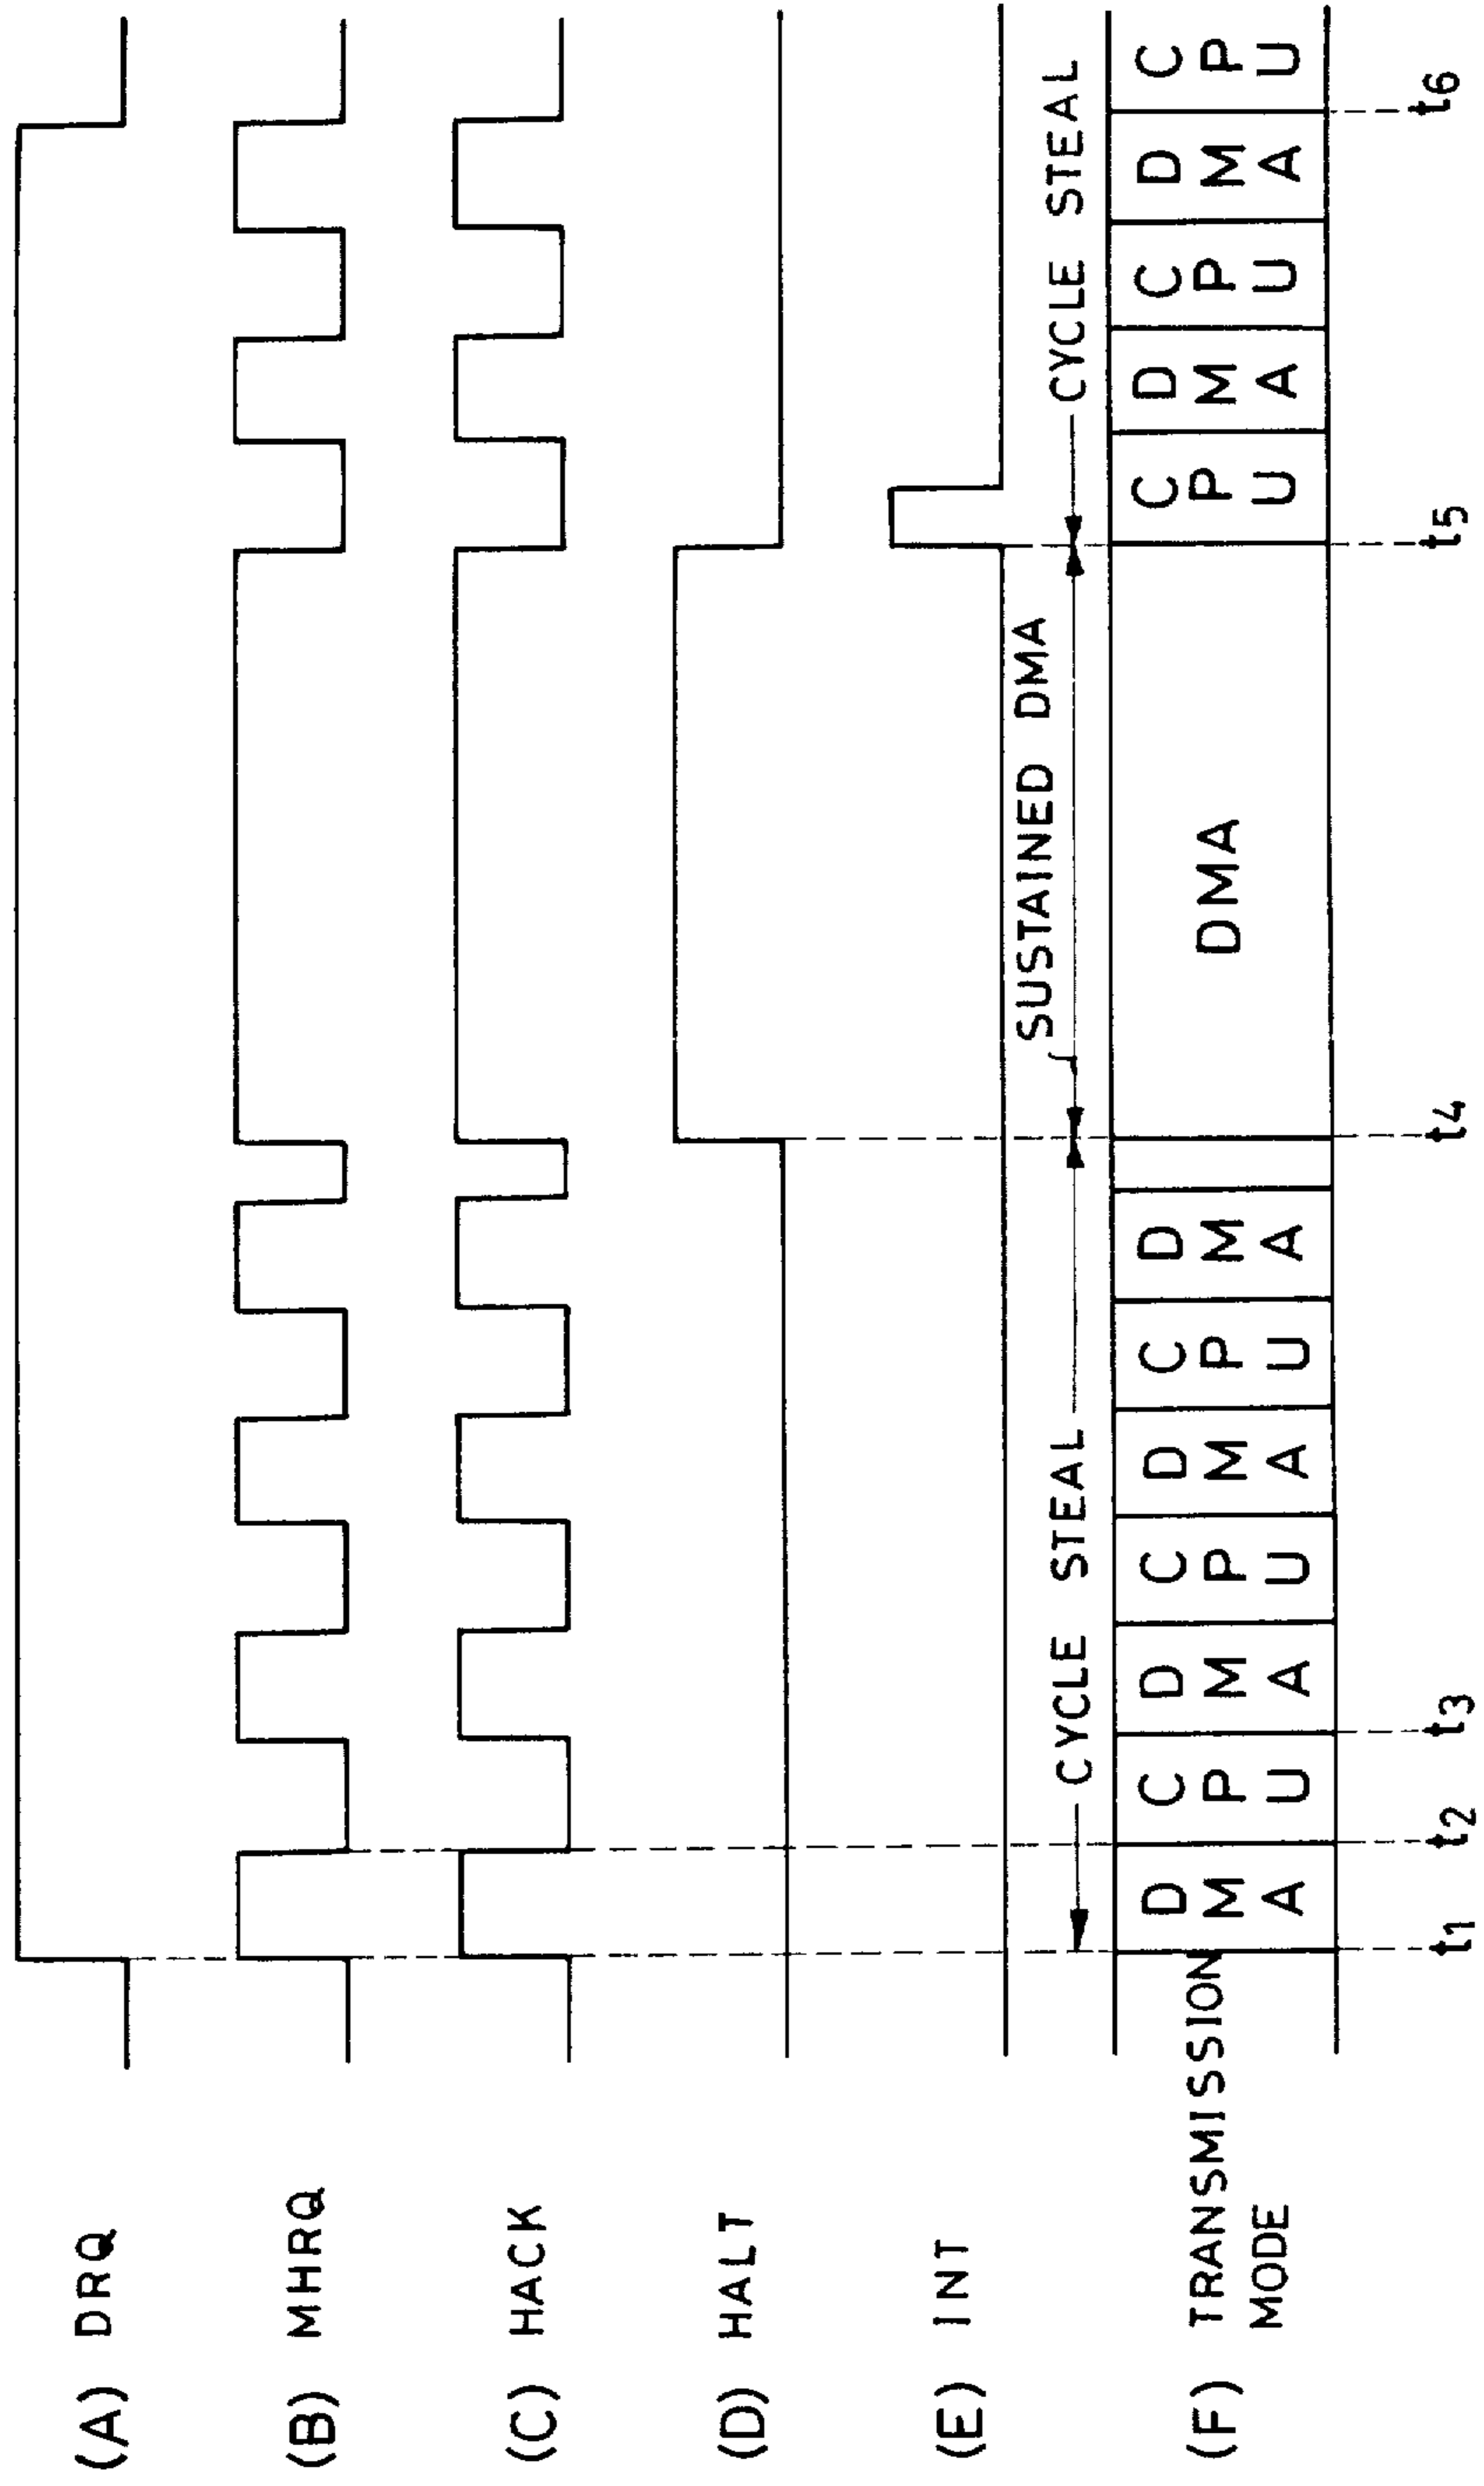 (A) DRQ
(B) MHRQ
(C) HACK
(D) HALT
(E) INT
CYCLE STEAL
SUSTAINED DMA
CYCLE STEAL
(F) TRANSMISSION
MODE
DMA
CPU
DMA
CPU
DMA
CPU
DMA
DMA
CPU
DMA
CPU
DMA
CPU
t1
t2
t3
t4
t5
t6